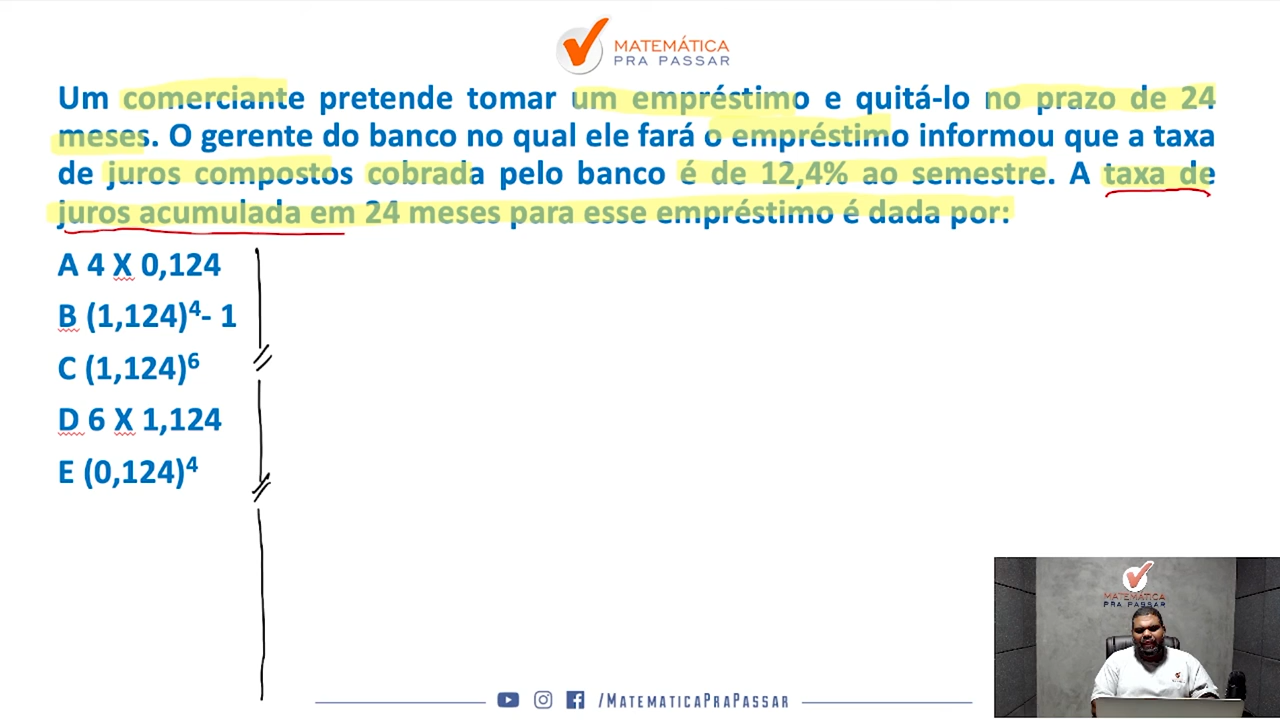 MATEMÁTICA
PRA PASSAR
Um comerciante pretende tomar um empréstimo e quitá-lo no prazo de 24
meses. O gerente do banco no qual ele fará o empréstimo informou que a taxa
de juros compostos cobrada pelo banco é de 12,4% ao semestre. A taxa de
juros acumulada em 24 meses para esse empréstimo é dada por:
A 4 X 0,124
B (1,124)⁴- 1
C (1,124)⁶
D 6 X 1,124
E (0,124)⁴
MATEMÁTICA
PRA PASSAR
/MATEMATICAPRAPASSAR